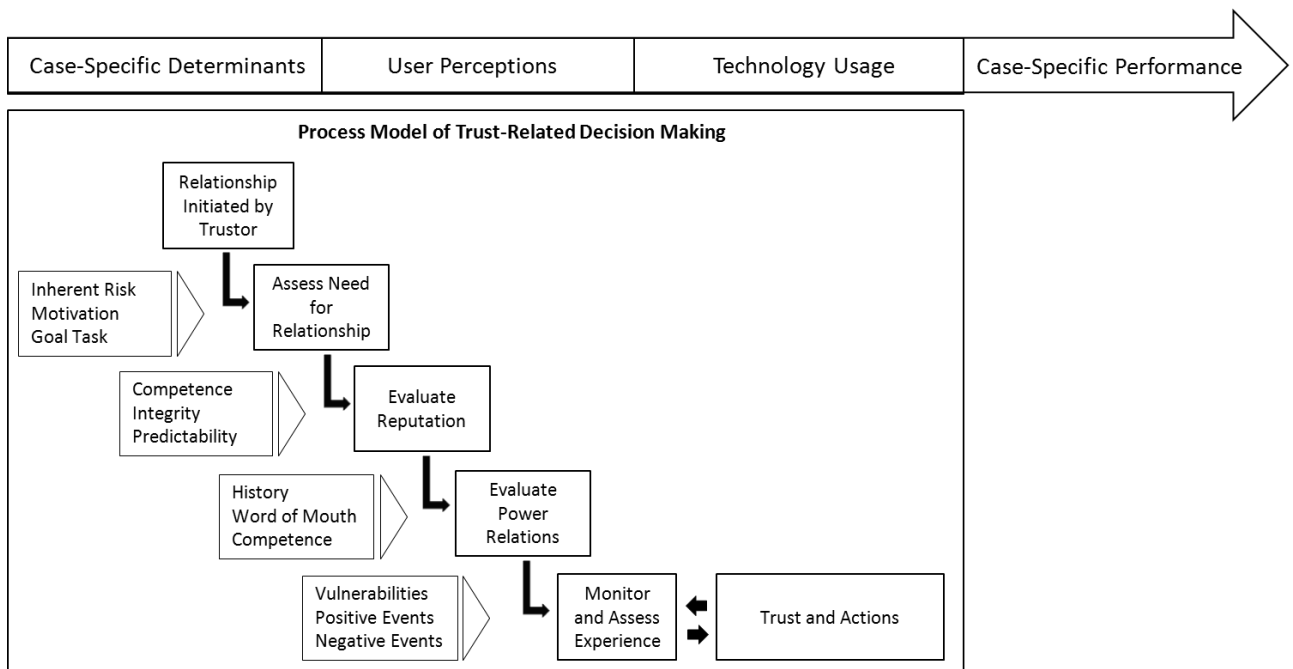 Case-Specific Determinants
User Perceptions
Technology Usage
Case-Specific Performance
Process Model of Trust-Related Decision Making
Relationship
Initiated by
Trustor
Inherent Risk
Motivation
Goal Task
Assess Need
for
Relationship
Competence
Integrity
Predictability
Evaluate
Reputation
History
Word of Mouth
Competence
Evaluate
Power
Relations
Vulnerabilities
Positive Events
Negative Events
Monitor
and Assess
Experience
Trust and Actions